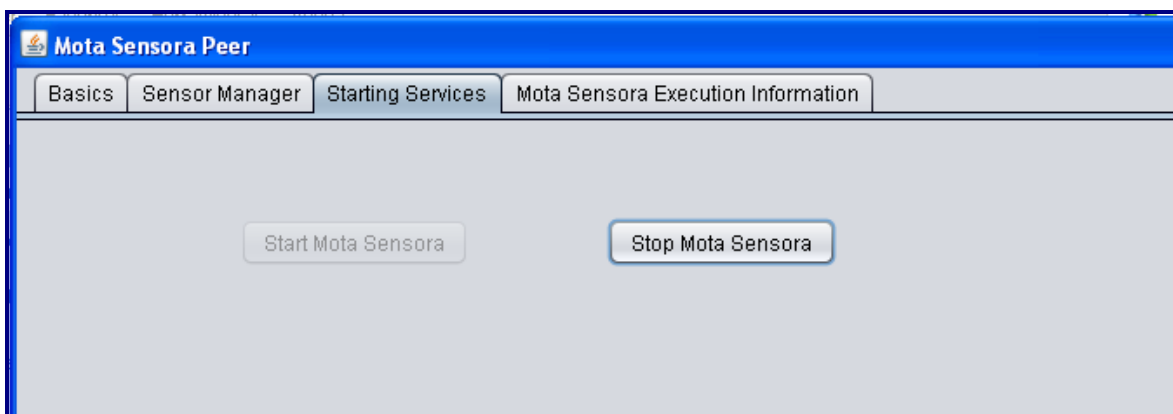 Mota Sensora Peer
Basics Sensor Manager Starting Services Mota Sensora Execution Information
Start Mota Sensora Stop Mota Sensora